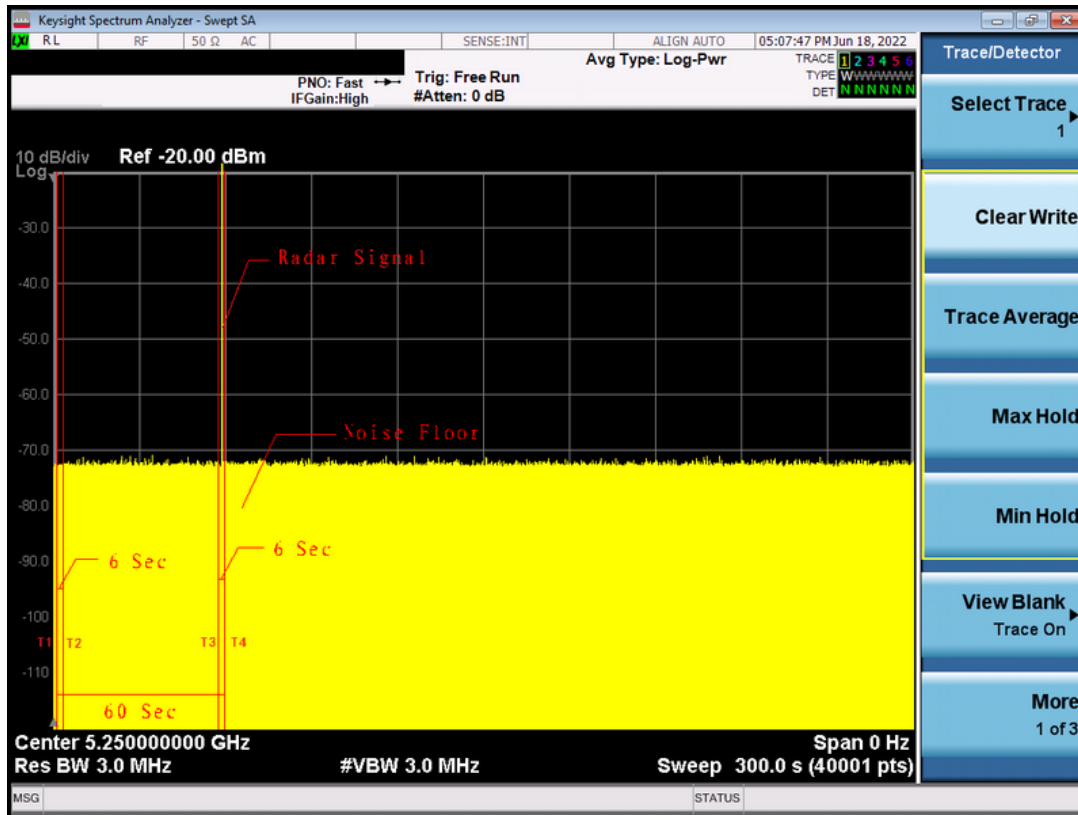 Keysight Spectrum Analyzer - Swept SA
LXI RL RF 50 Ω AC SENSE:INT ALIGN AUTO 05:07:47 PM Jun 18, 2022
Avg Type: Log-Pwr
TRACE 1 2 3 4 5 6
PNO: Fast Trig: Free Run
TYPE WWWWWW
IFGain:High #Atten: 0 dB
DET N N N N N N
10 dB/div Ref -20.00 dBm
Log
-30.0
-40.0
-50.0
-60.0
-70.0
-80.0
-90.0
-100
-110
Radar Signal
Noise Floor
6 Sec
6 Sec
T1 T2 T3 T4
60 Sec
Center 5.250000000 GHz Span 0 Hz
Res BW 3.0 MHz #VBW 3.0 MHz Sweep 300.0 s (40001 pts)
MSG STATUS
Trace/Detector
Select Trace
1
Clear Write
Trace Average
Max Hold
Min Hold
View Blank
Trace On
More
1 of 3